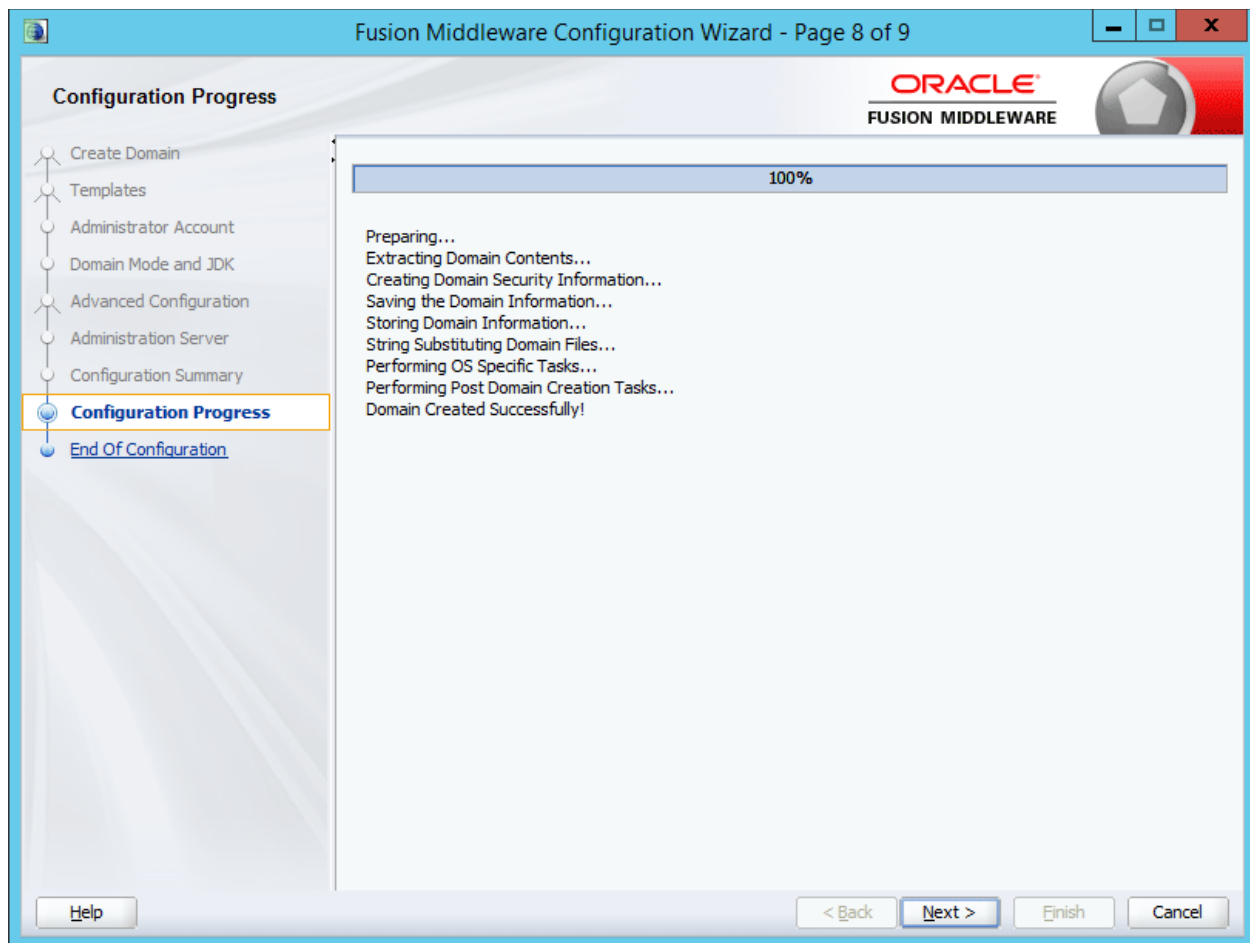 Fusion Middleware Configuration Wizard - Page 8 of 9
Configuration Progress
ORACLE
FUSION MIDDLEWARE
Create Domain
Templates
Administrator Account
Domain Mode and JDK
Advanced Configuration
Administration Server
Configuration Summary
Configuration Progress
End Of Configuration
100%
Preparing...
Extracting Domain Contents...
Creating Domain Security Information...
Saving the Domain Information...
Storing Domain Information...
String Substituting Domain Files...
Performing OS Specific Tasks...
Performing Post Domain Creation Tasks...
Domain Created Successfully!
Help
< Back
Next >
Finish
Cancel